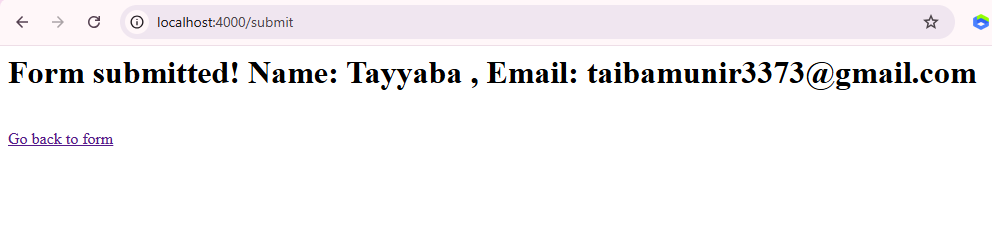 localhost:4000/submit
Form submitted! Name: Tayyaba , Email: taibamunir3373@gmail.com
Go back to form